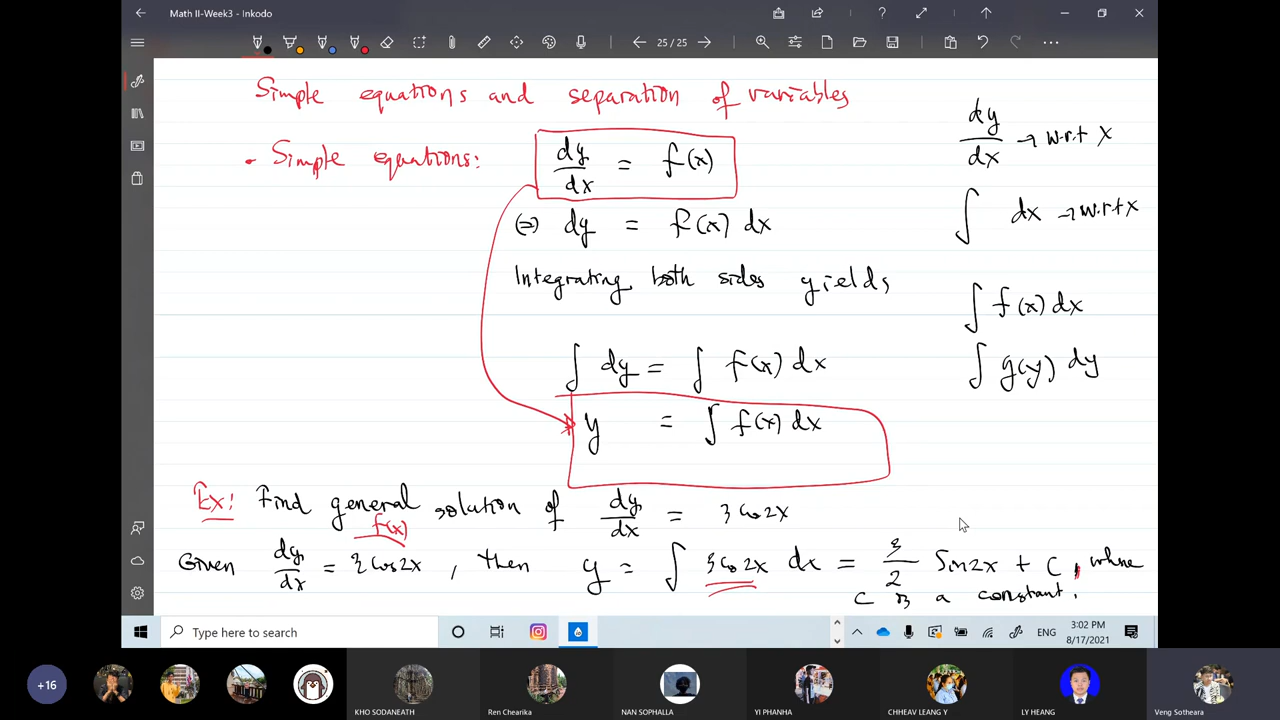 Math II-Week3 - Inkodo
25/25
Simple equations and separation of variables
• Simple equations: dy/dx = f(x)
dy/dx → w.r.t x
(⇒) dy = f(x) dx
∫ dx → w.r.t x
Integrating both sides yields
∫ f(x) dx
∫ dy = ∫ f(x) dx
∫ g(y) dy
y = ∫ f(x) dx
Ex: Find general solution of dy/dx = 3 cos 2x
f(x)
Given dy/dx = 3 cos 2x, then y = ∫ 3 cos 2x dx = 3/2 Sin 2x + C, where
C is a constant.
Type here to search
ENG
3:02 PM
8/17/2021
+16
KHO SODANEATH
Ren Chearika
NAN SOPHALLA
YI PHANHA
CHHEAV LEANG Y
LY HEANG
Veng Sotheara